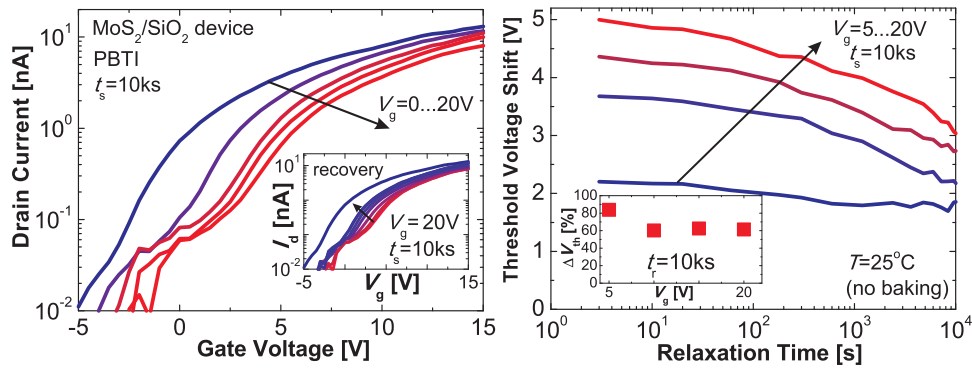 MoS2/SiO2 device
PBTI
ts=10ks
Vg=0...20V
recovery
Vg=20V
ts=10ks
Id [nA]
10^1
10^-2
-5
15
Vg [V]
Drain Current [nA]
10^1
10^0
10^-1
10^-2
-5
0
5
10
15
Gate Voltage [V]
Threshold Voltage Shift [V]
5
4
3
2
1
0
Vg=5...20V
ts=10ks
ΔVth [%]
100
80
60
40
20
0
tr=10ks
5
10
15
20
Vg [V]
T=25°C
(no baking)
10^0
10^1
10^2
10^3
10^4
Relaxation Time [s]